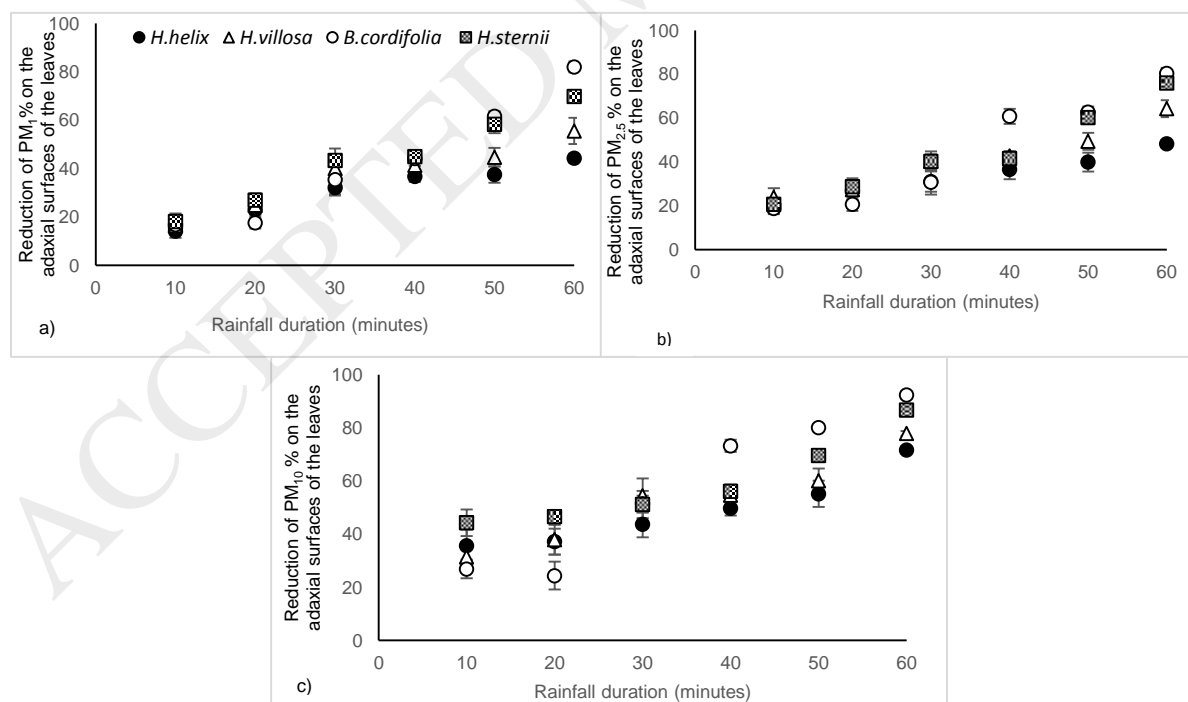 ACCEPTED M
100
80
60
40
20
0
0 10 20 30 40 50 60
H.helix H.villosa B.cordifolia H.sternii
Reduction of PM₁% on the
adaxial surfaces of the leaves
Rainfall duration (minutes)
a)
100
80
60
40
20
0
0 10 20 30 40 50 60
Reduction of PM₂.₅ % on the
adaxial surfaces of the leaves
Rainfall duration (minutes)
b)
100
80
60
40
20
0
0 10 20 30 40 50 60
Reduction of PM₁₀ % on the
adaxial surfaces of the leaves
Rainfall duration (minutes)
c)